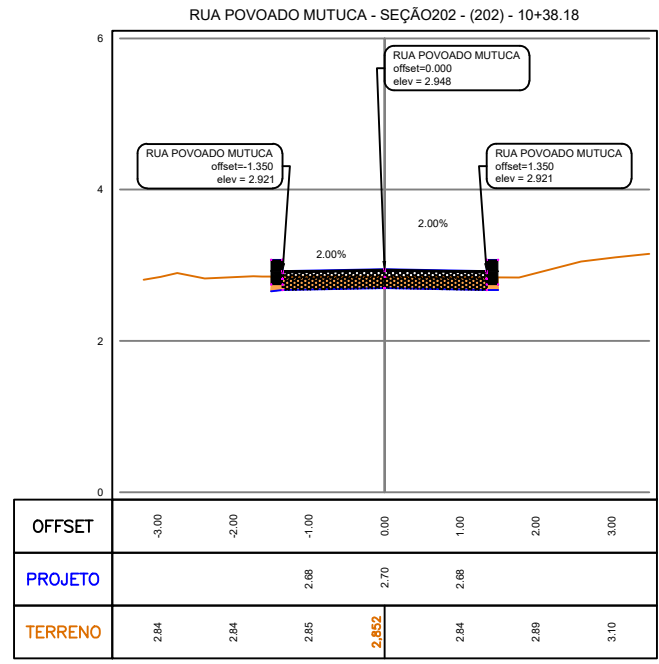 RUA POVOADO MUTUCA - SEÇÃO202 - (202) - 10+38.18
6
RUA POVOADO MUTUCA
offset=0.000
elev = 2.948
RUA POVOADO MUTUCA
offset=-1.350
elev = 2.921
RUA POVOADO MUTUCA
offset=1.350
elev = 2.921
4
2.00%
2.00%
2
0
OFFSET -3.00 -2.00 -1.00 0.00 1.00 2.00 3.00
PROJETO 2.68 2.70 2.68
TERRENO 2.84 2.84 2.85 2,852 2.84 2.89 3.10